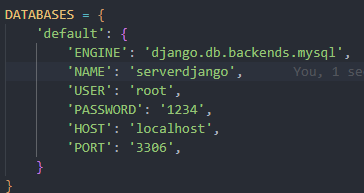 DATABASES = {
    'default': {
        'ENGINE': 'django.db.backends.mysql',
        'NAME': 'serverdjango',    You, 1 se
        'USER': 'root',
        'PASSWORD': '1234',
        'HOST': 'localhost',
        'PORT': '3306',
    }
}